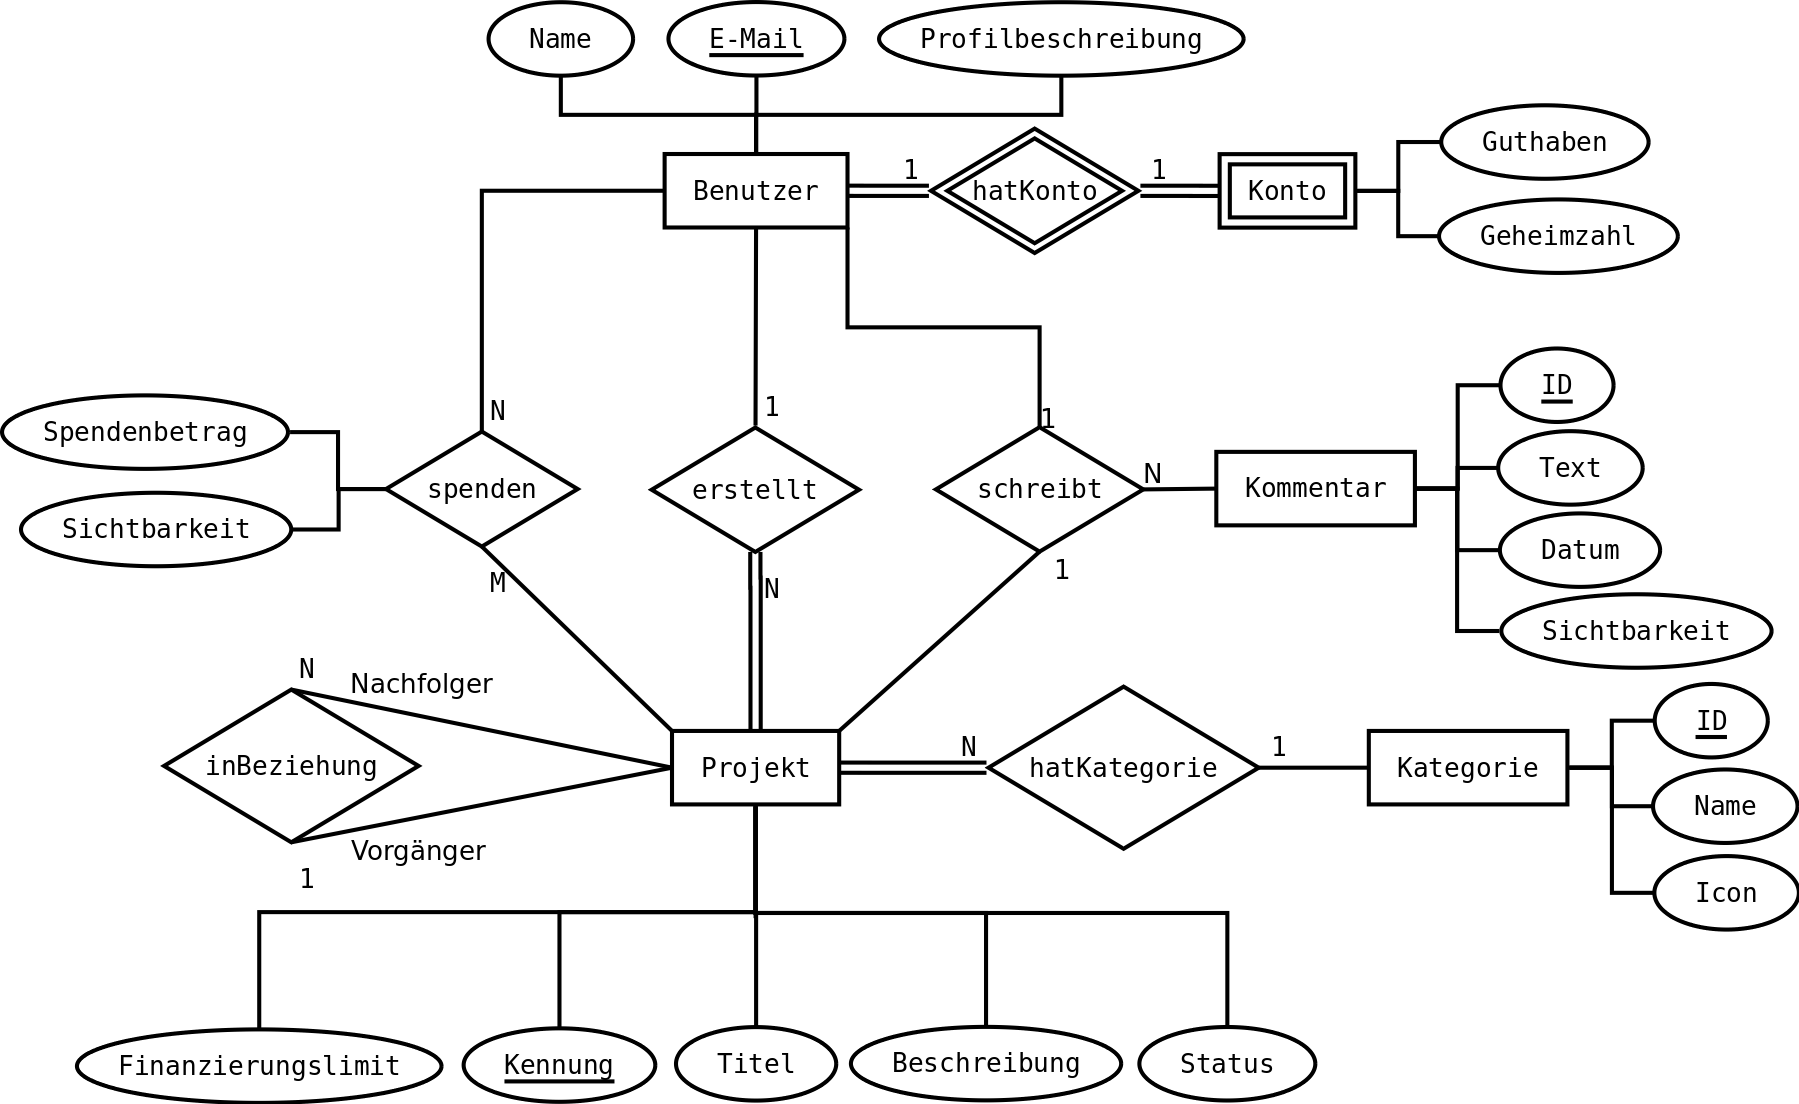 Name
E-Mail
Profilbeschreibung
Benutzer
1
hatKonto
1
Konto
Guthaben
Geheimzahl
Spendenbetrag
Sichtbarkeit
N
spenden
M
1
erstellt
N
1
schreibt
N
1
Kommentar
ID
Text
Datum
Sichtbarkeit
N
Nachfolger
inBeziehung
Vorgänger
1
Projekt
N
hatKategorie
1
Kategorie
ID
Name
Icon
Finanzierungslimit
Kennung
Titel
Beschreibung
Status